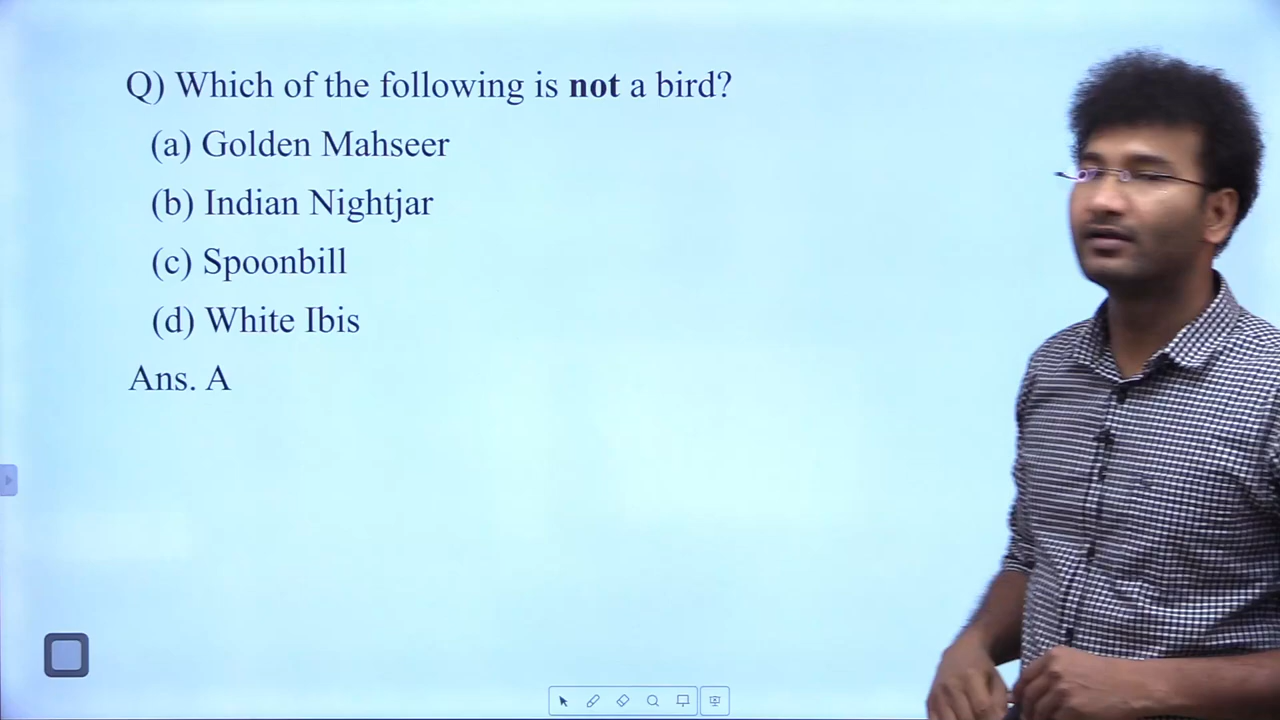 Q) Which of the following is not a bird?
(a) Golden Mahseer
(b) Indian Nightjar
(c) Spoonbill
(d) White Ibis
Ans. A